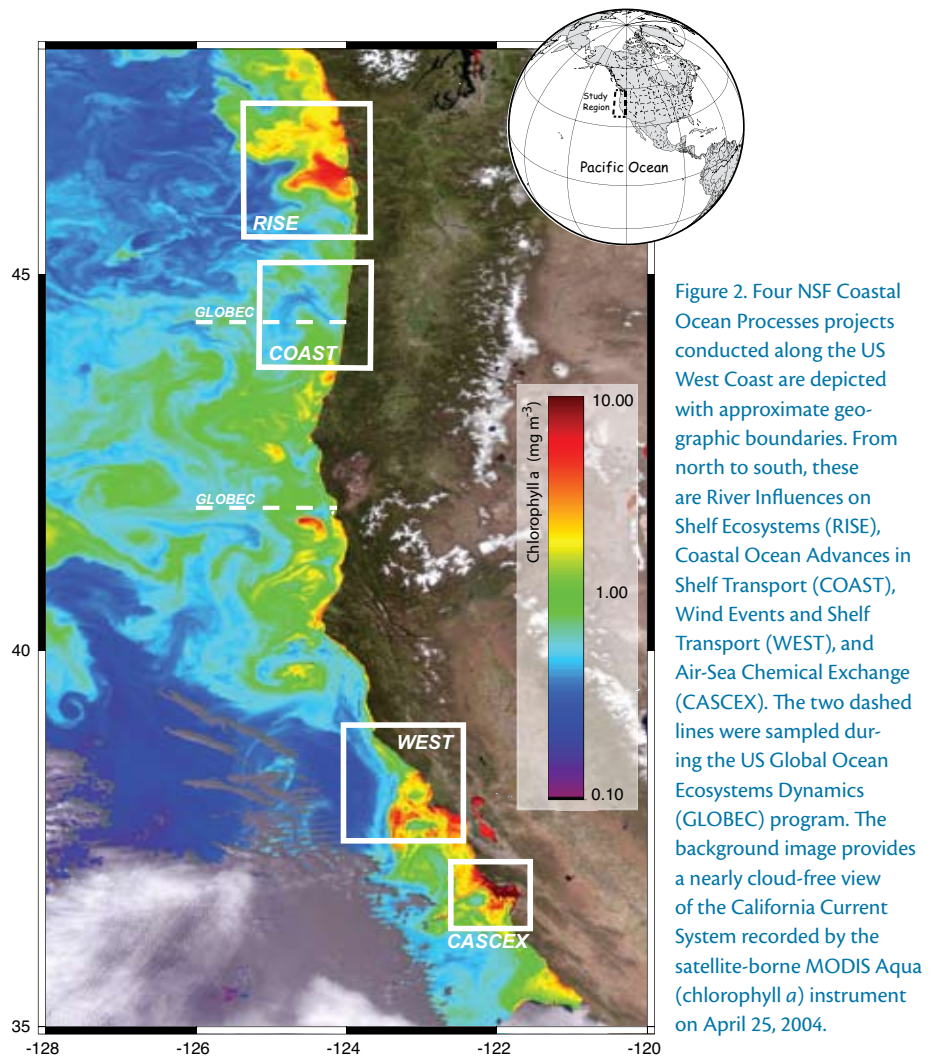 Study
Region
Pacific Ocean
RISE
45
GLOBEC
COAST
GLOBEC
Chlorophyll a (mg m-3)
10.00
1.00
0.10
40
WEST
CASCEX
35
-128
-126
-124
-122
-120
Figure 2. Four NSF Coastal
Ocean Processes projects
conducted along the US
West Coast are depicted
with approximate geo-
graphic boundaries. From
north to south, these
are River Influences on
Shelf Ecosystems (RISE),
Coastal Ocean Advances in
Shelf Transport (COAST),
Wind Events and Shelf
Transport (WEST), and
Air-Sea Chemical Exchange
(CASCEX). The two dashed
lines were sampled dur-
ing the US Global Ocean
Ecosystems Dynamics
(GLOBEC) program. The
background image provides
a nearly cloud-free view
of the California Current
System recorded by the
satellite-borne MODIS Aqua
(chlorophyll a) instrument
on April 25, 2004.